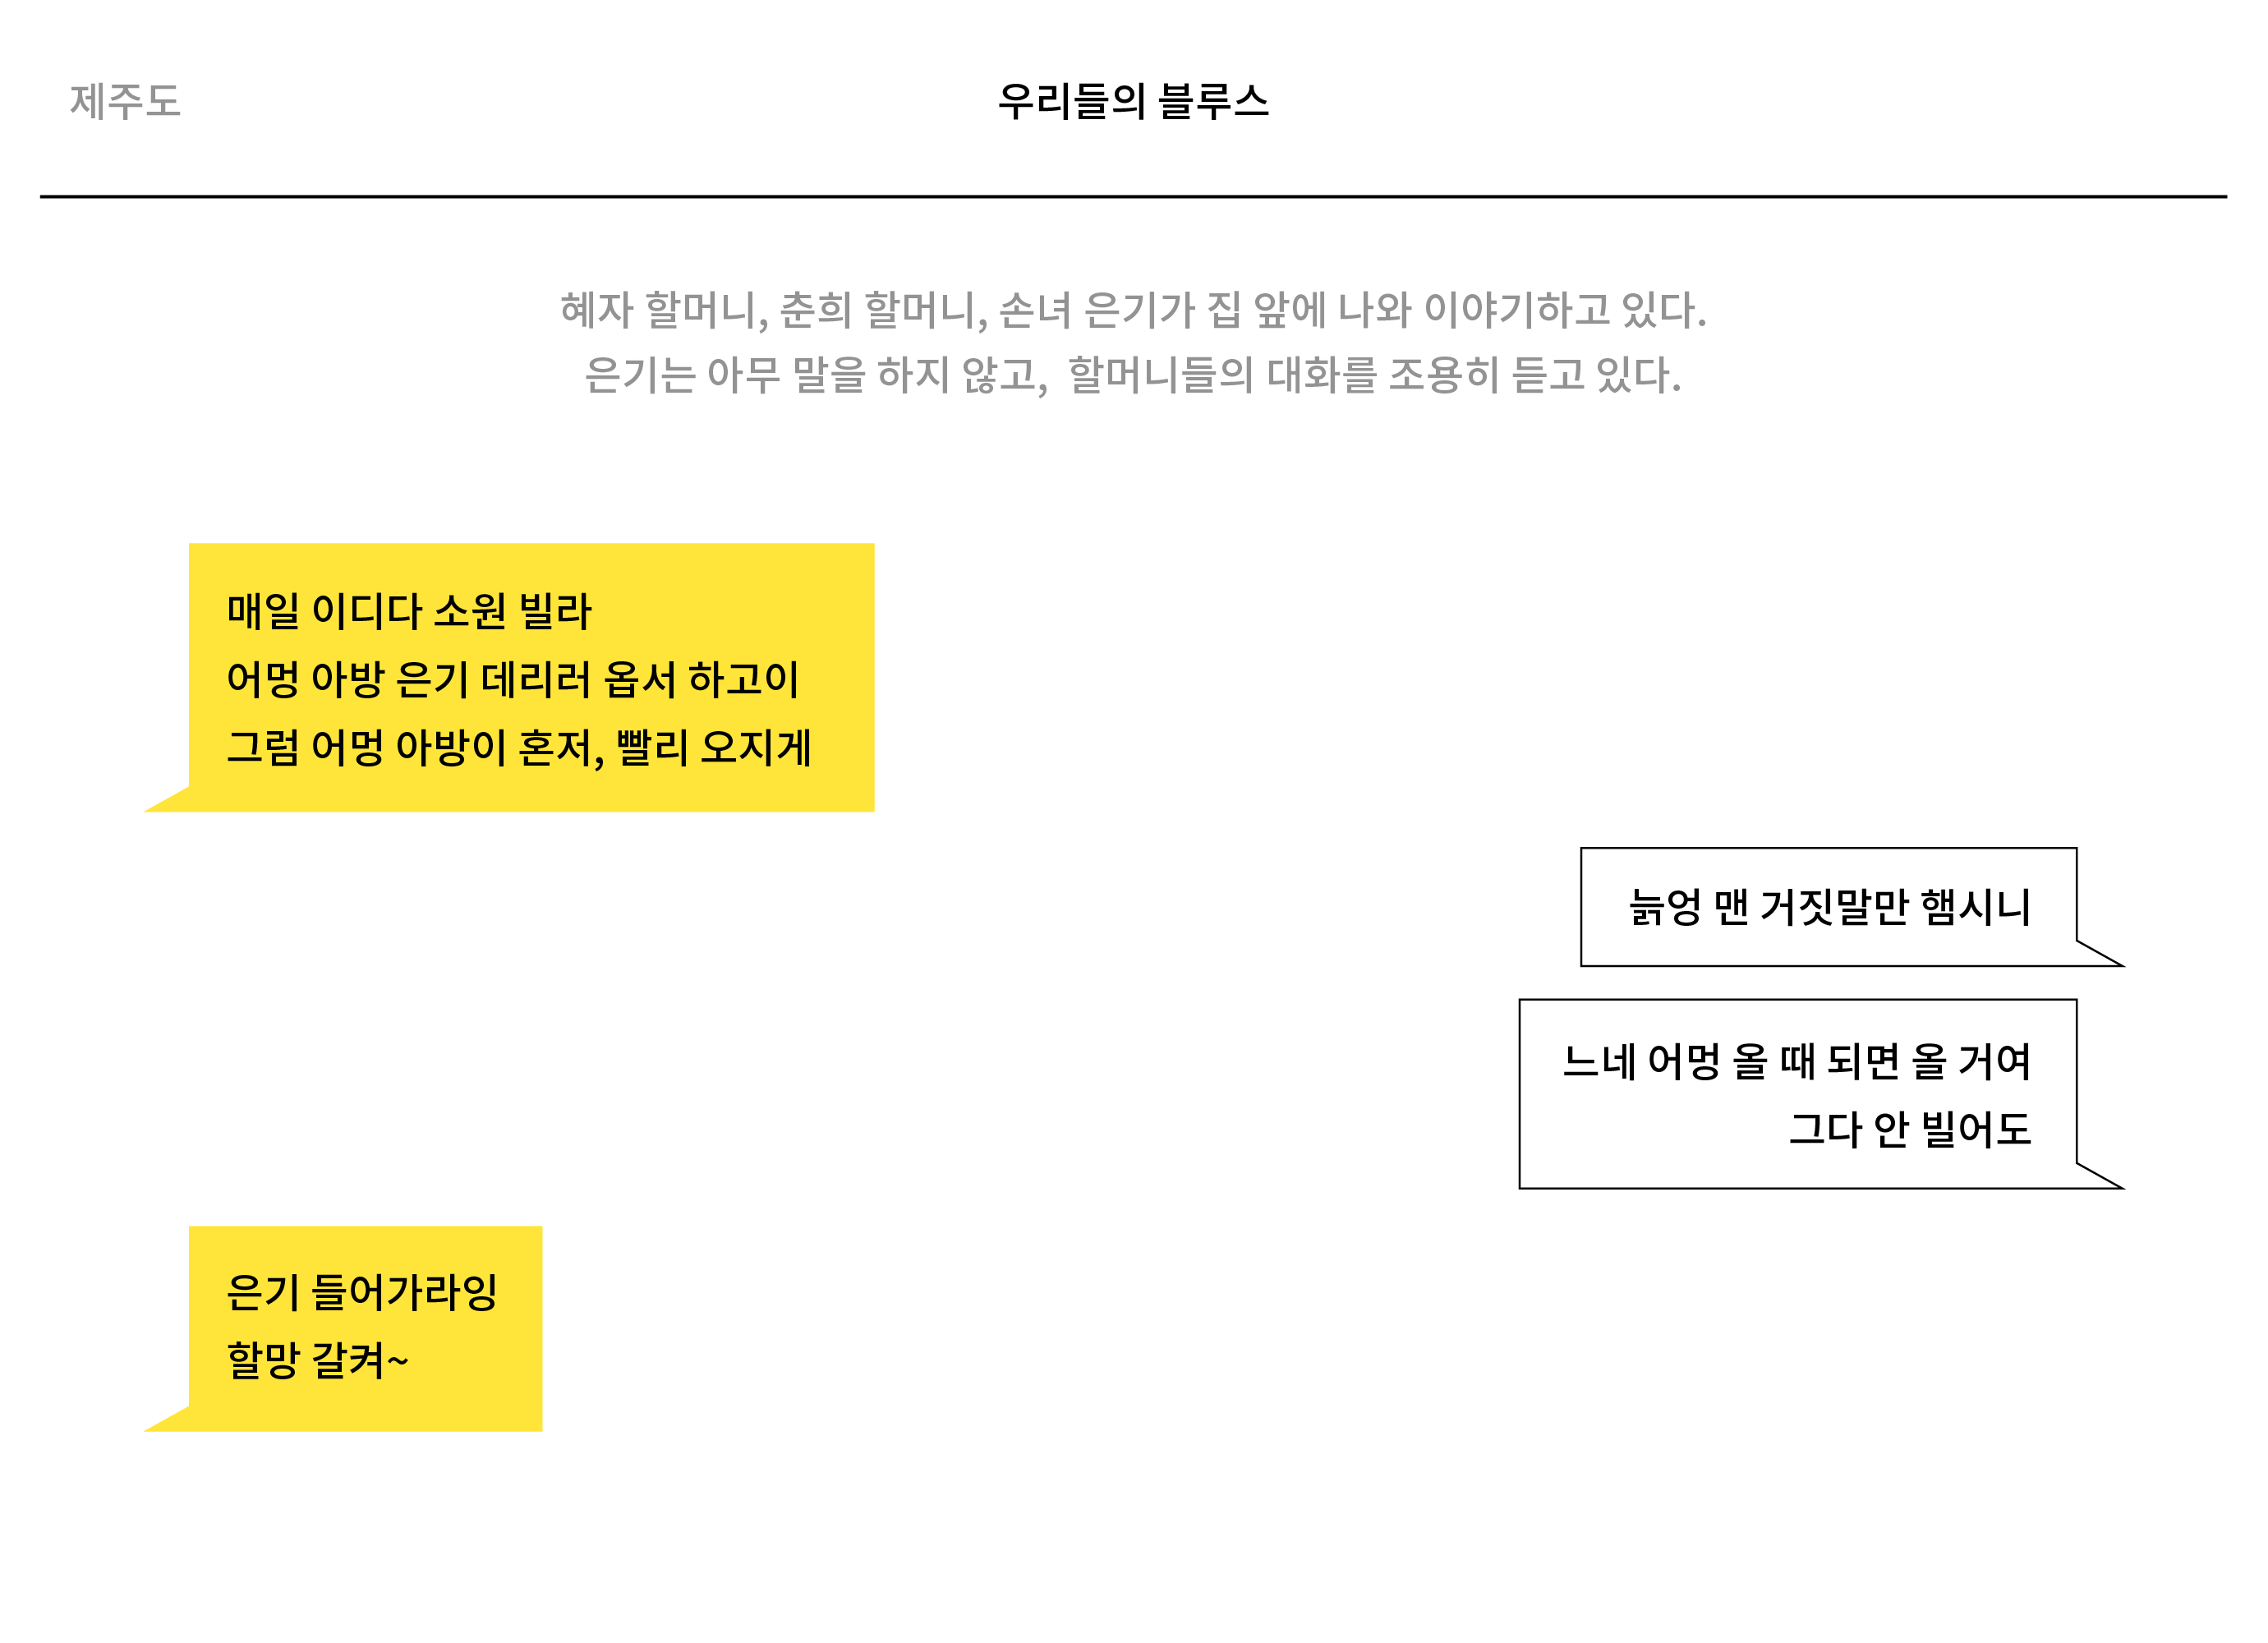 제주도
우리들의 블루스
혜자 할머니, 춘희 할머니, 손녀 은기가 집 앞에 나와 이야기하고 있다.
은기는 아무 말을 하지 않고, 할머니들의 대화를 조용히 듣고 있다.
매일 이디다 소원 빌라
어멍 아방 은기 데리러 옵서 하고이
그럼 어멍 아방이 혼저, 빨리 오지게
늙엉 맨 거짓말만 햄시니
느네 어멍 올 때 되면 올 거여
그다 안 빌어도
은기 들어가라잉
할망 갈켜~